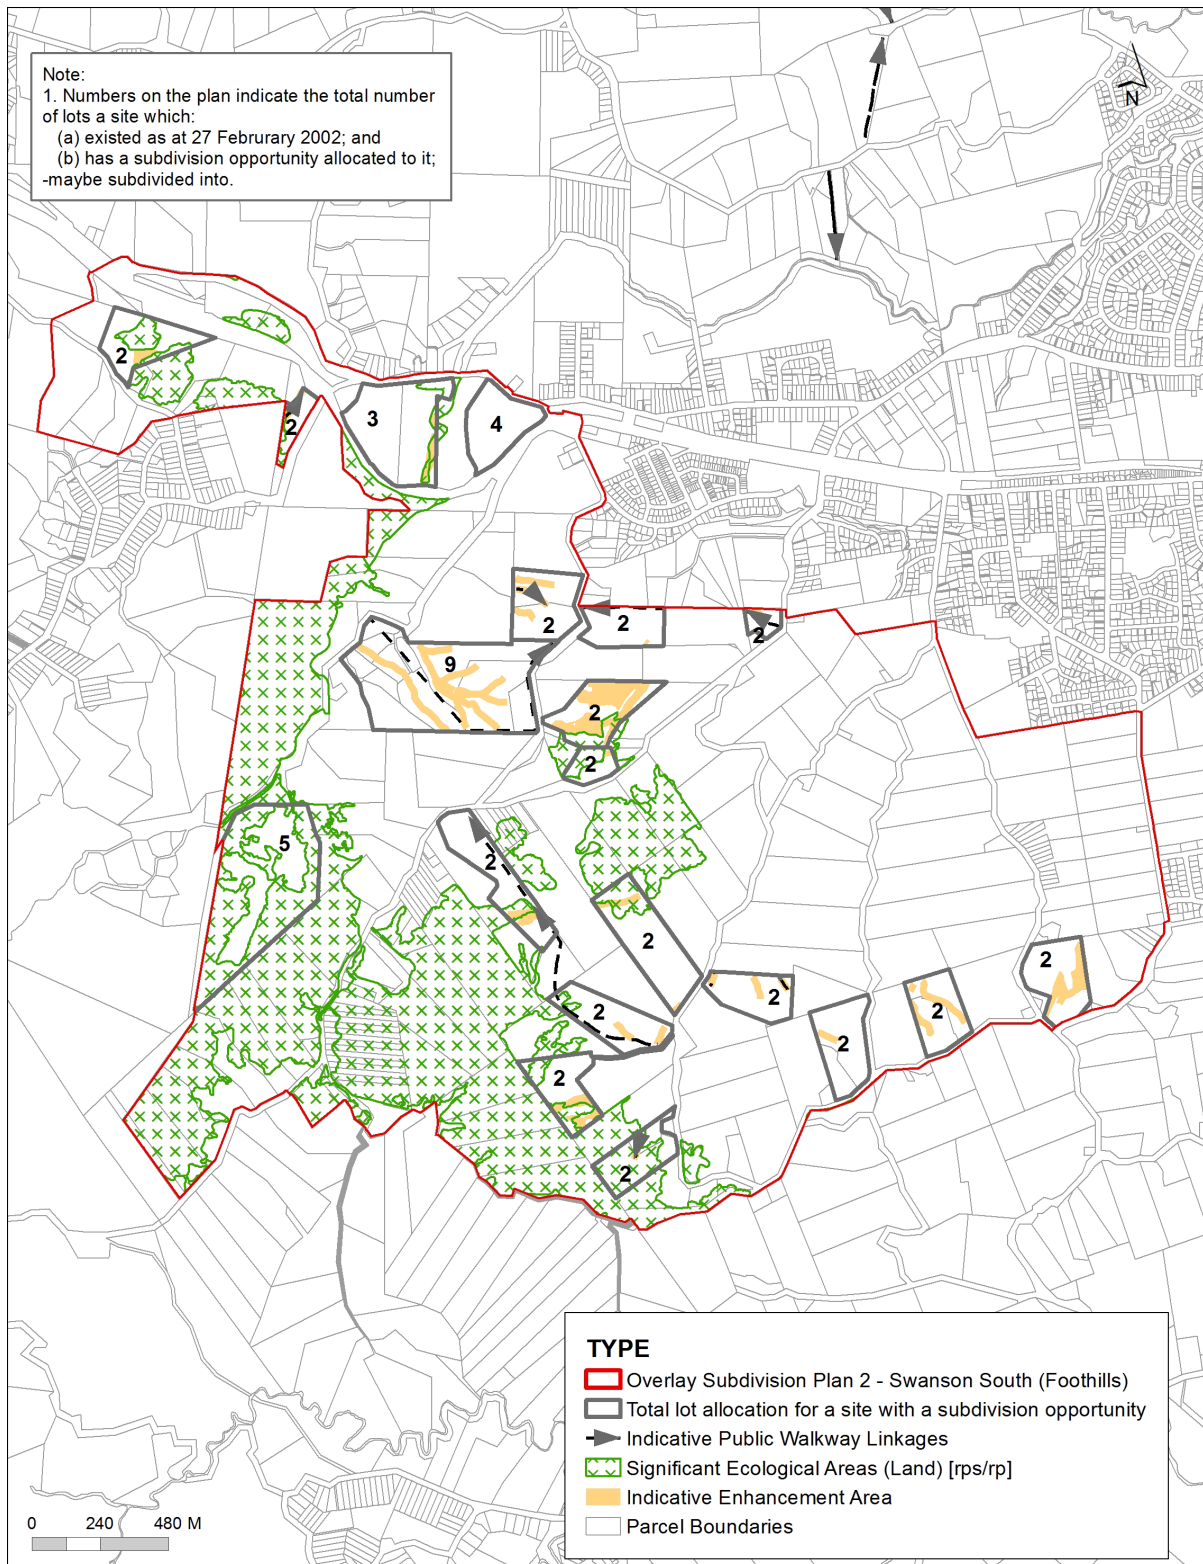 Note:
1. Numbers on the plan indicate the total number
of lots a site which:
(a) existed as at 27 Februrary 2002; and
(b) has a subdivision opportunity allocated to it;
-maybe subdivided into.
N
2
2
3
4
2
2
2
9
2
2
5
2
2
2
2
2
2
2
2
2
TYPE
Overlay Subdivision Plan 2 - Swanson South (Foothills)
Total lot allocation for a site with a subdivision opportunity
Indicative Public Walkway Linkages
Significant Ecological Areas (Land) [rps/rp]
Indicative Enhancement Area
Parcel Boundaries
0 240 480 M